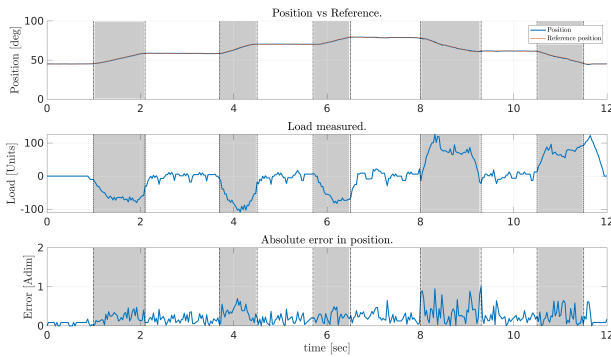 Position vs Reference.
Position [deg]
100
50
0
Position
Reference position
0 2 4 6 8 10 12
Load measured.
Load [Units]
100
0
-100
0 2 4 6 8 10 12
Absolute error in position.
Error [Adim]
2
1
0
0 2 4 6 8 10 12
time [sec]